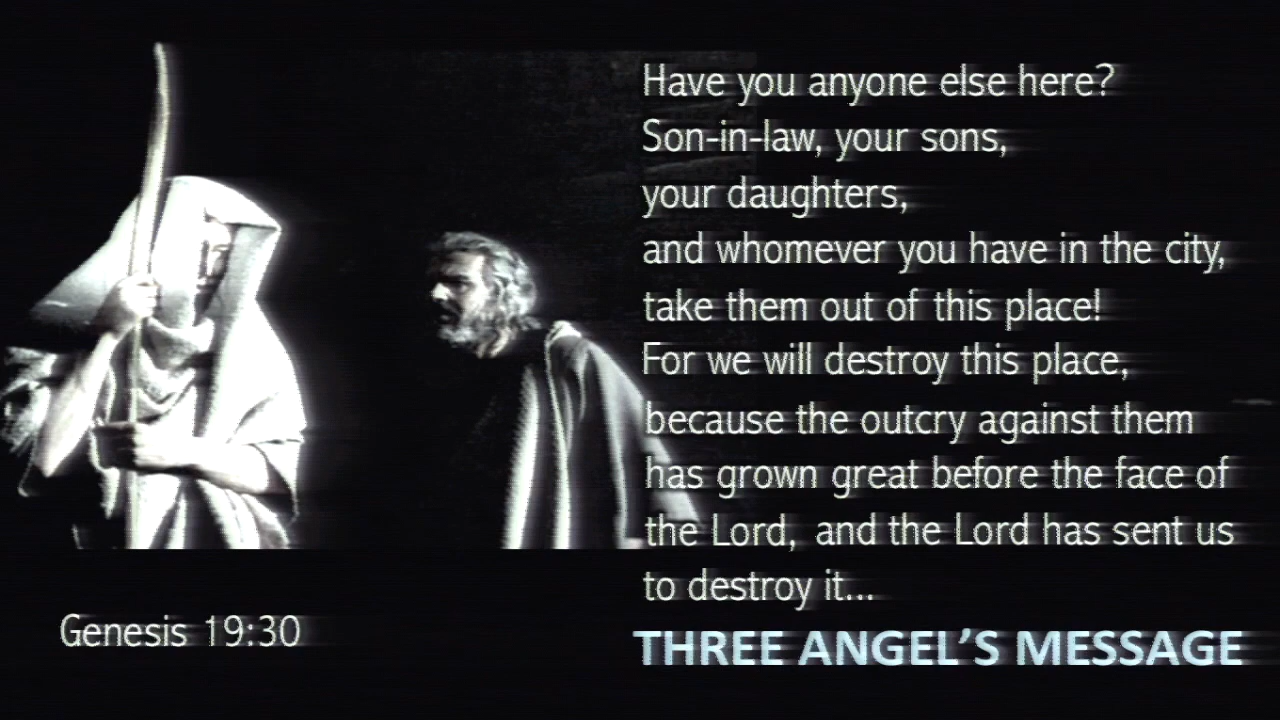 Have you anyone else here?
Son-in-law, your sons,
your daughters,
and whomever you have in the city,
take them out of this place!
For we will destroy this place,
because the outcry against them
has grown great before the face of
the Lord, and the Lord has sent us
to destroy it...
Genesis 19:30
THREE ANGEL’S MESSAGE